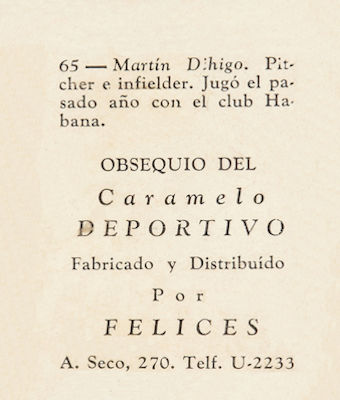 65 — Martín D:higo. Pit-
cher e infielder. Jugó el pa-
sado año con el club Ha-
bana.
OBSEQUIO DEL
Caramelo
DEPORTIVO
Fabricado y Distribuído
Por
FELICES
A. Seco, 270. Telf. U-2233